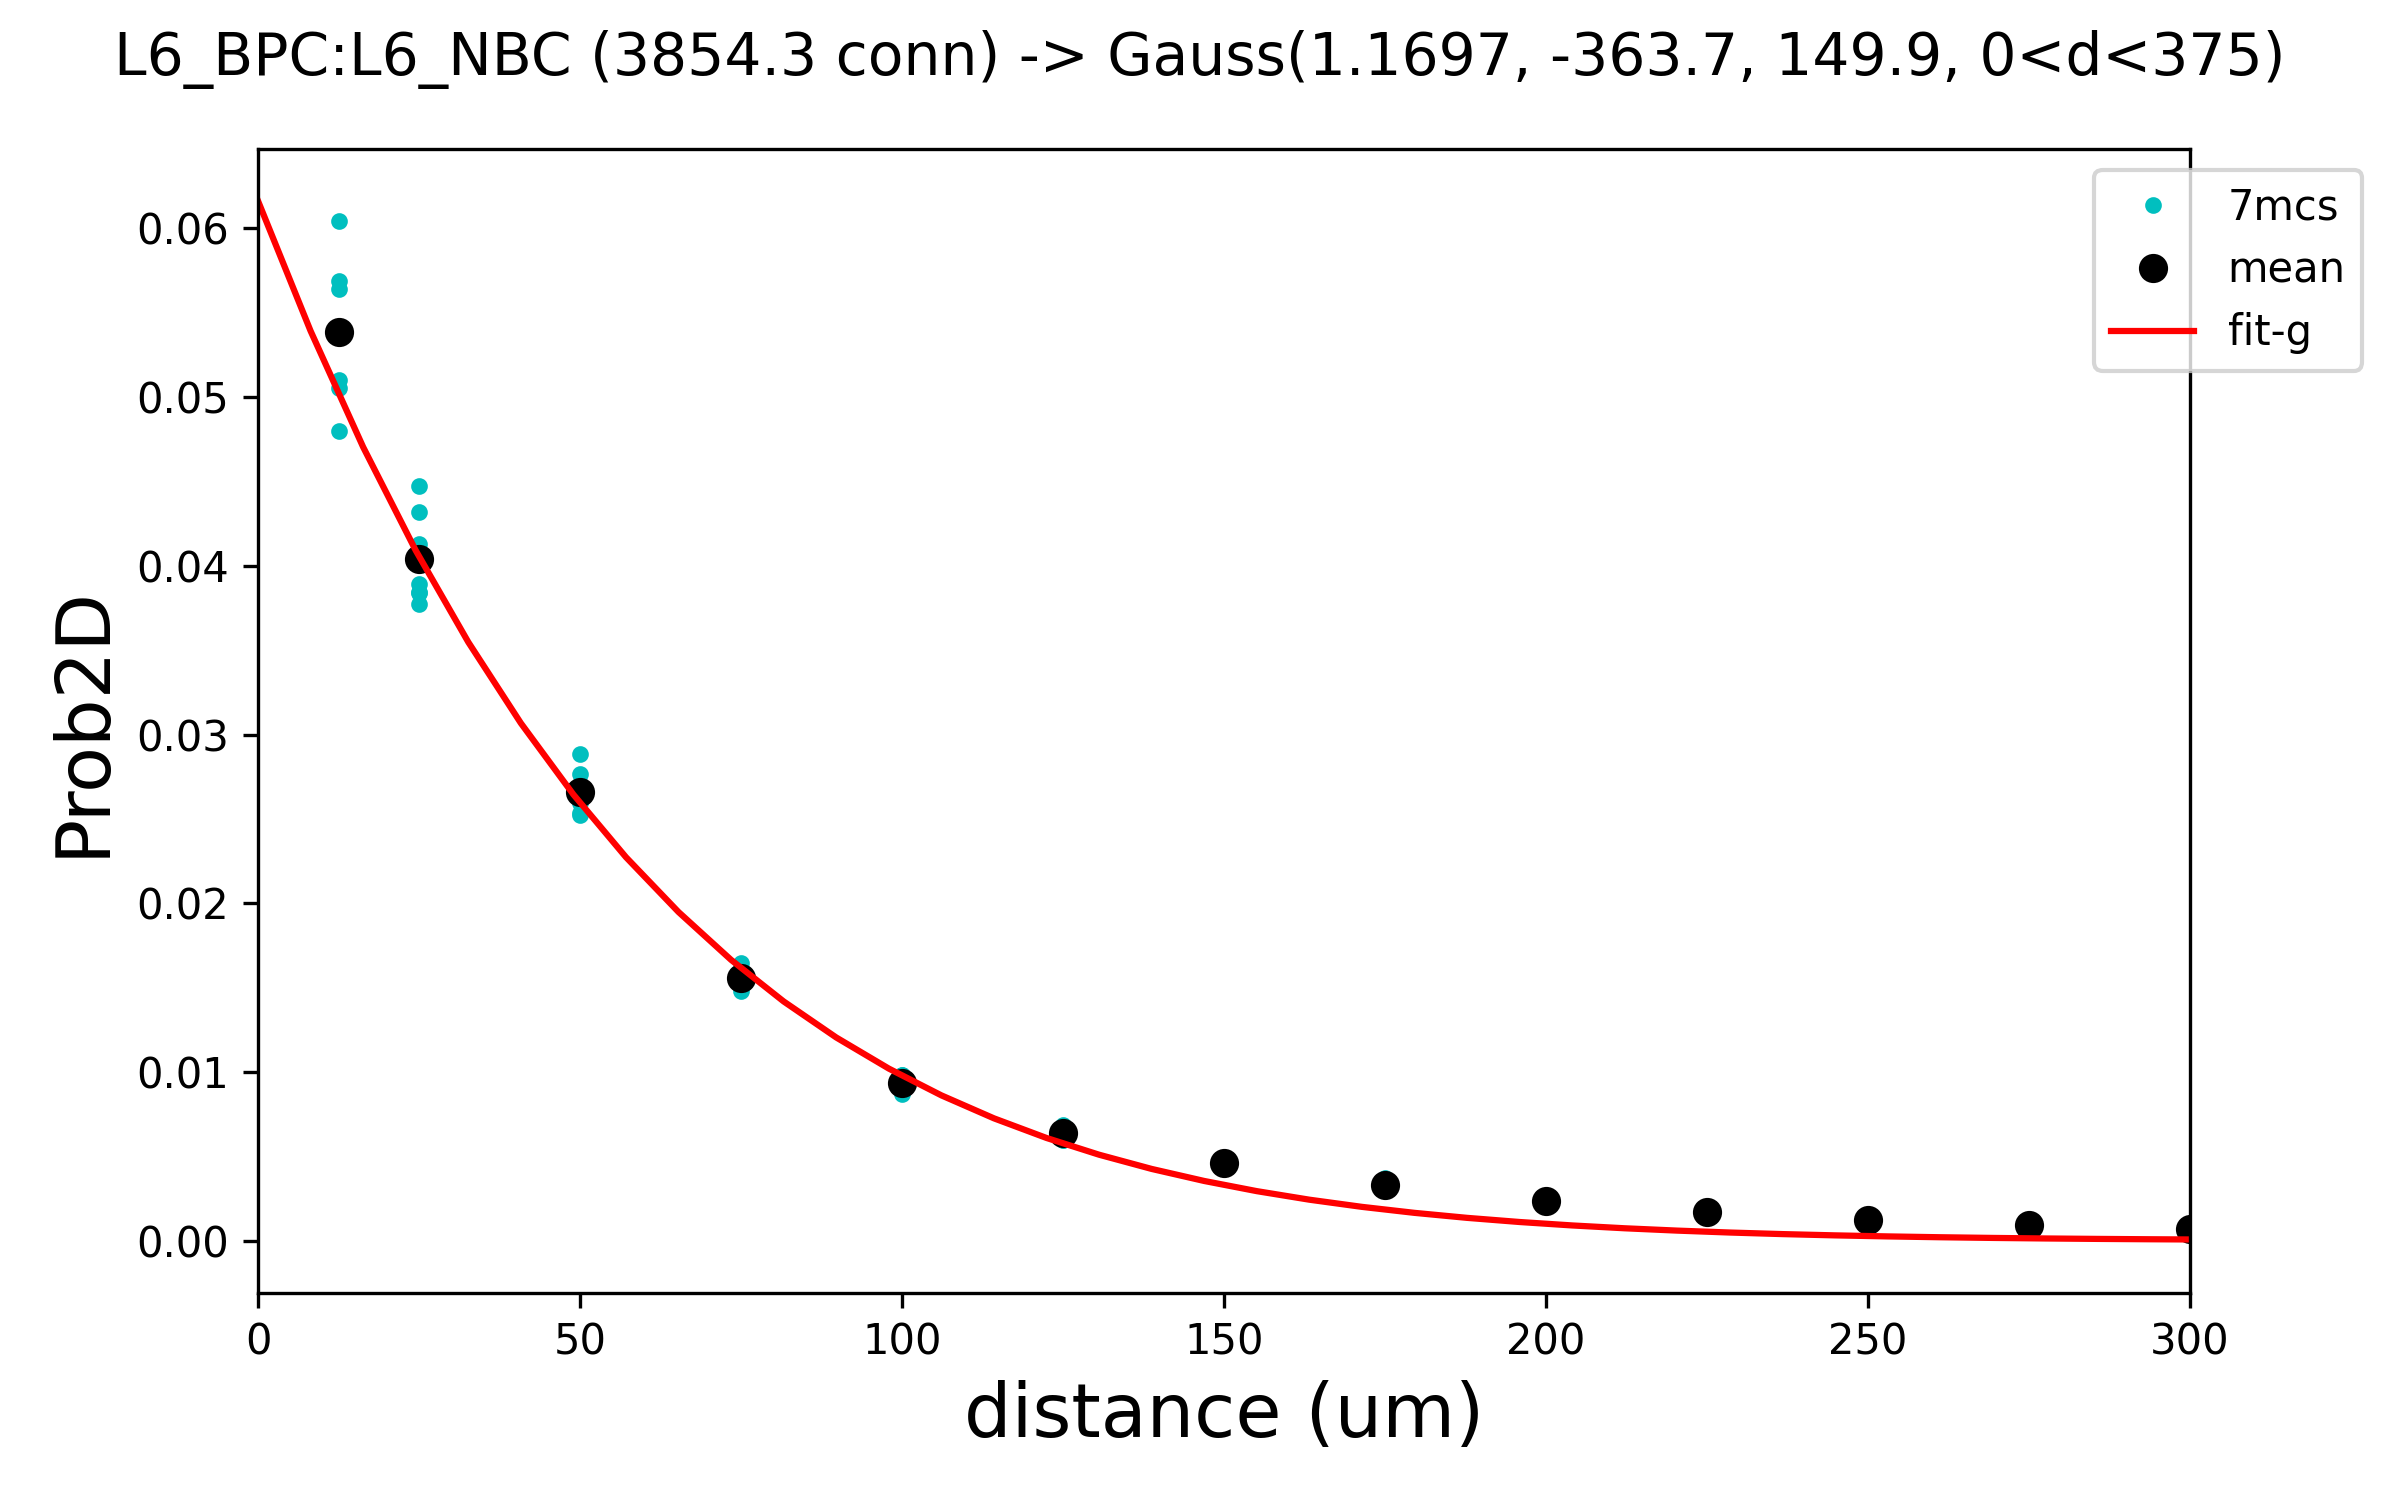 L6_BPC:L6_NBC (3854.3 conn) -> Gauss(1.1697, -363.7, 149.9, 0<d<375)
7mcs
mean
fit-g
Prob2D
0.06
0.05
0.04
0.03
0.02
0.01
0.00
0 50 100 150 200 250 300
distance (um)